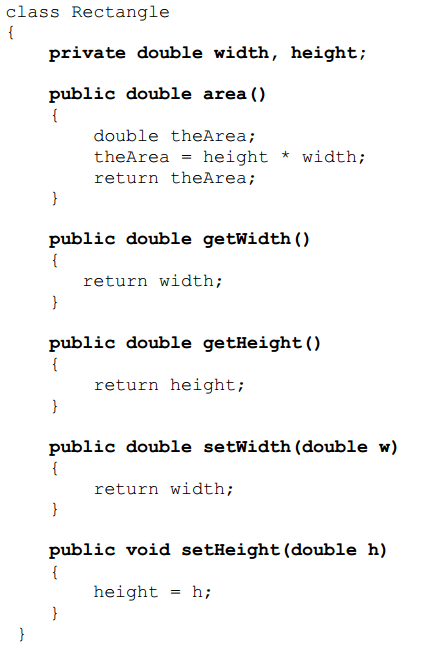 class Rectangle
{
private double width, height;
public double area()
{
double theArea;
theArea = height * width;
return theArea;
}
public double getWidth()
{
return width;
}
public double getHeight()
{
return height;
}
public double setWidth(double w)
{
return width;
}
public void setHeight(double h)
{
height = h;
}
}